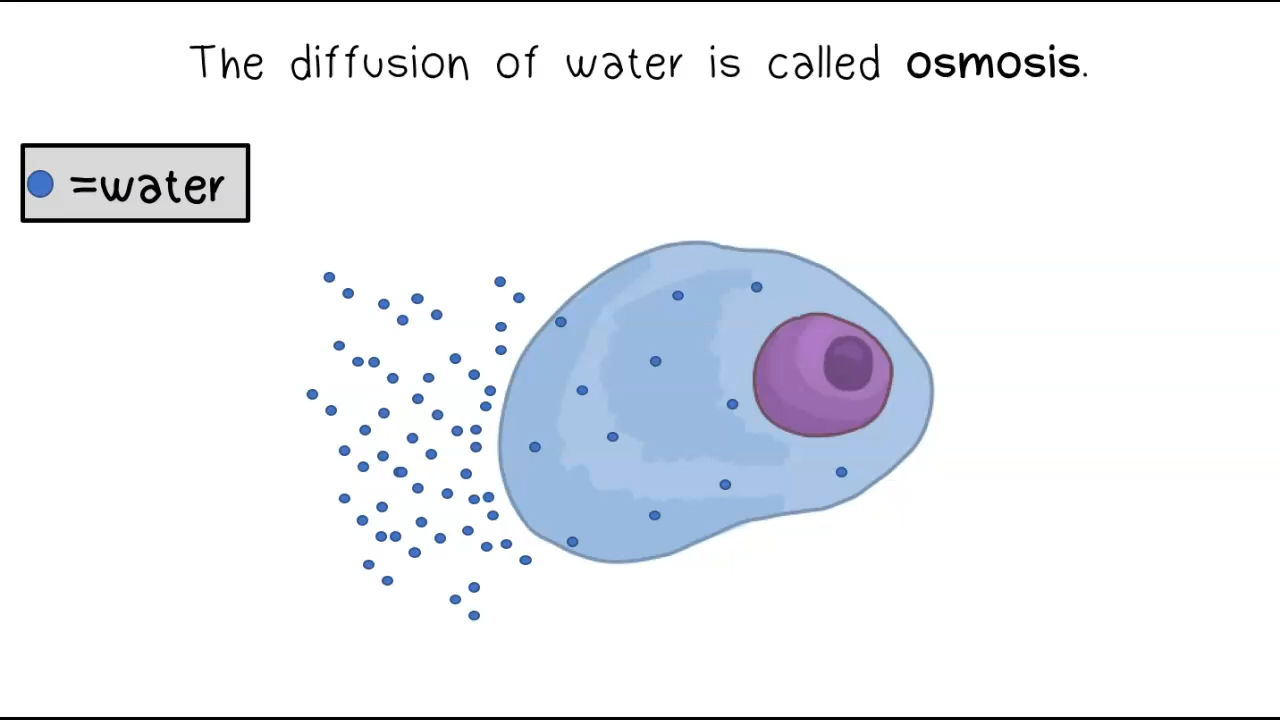 The diffusion of water is called osmosis.
=water